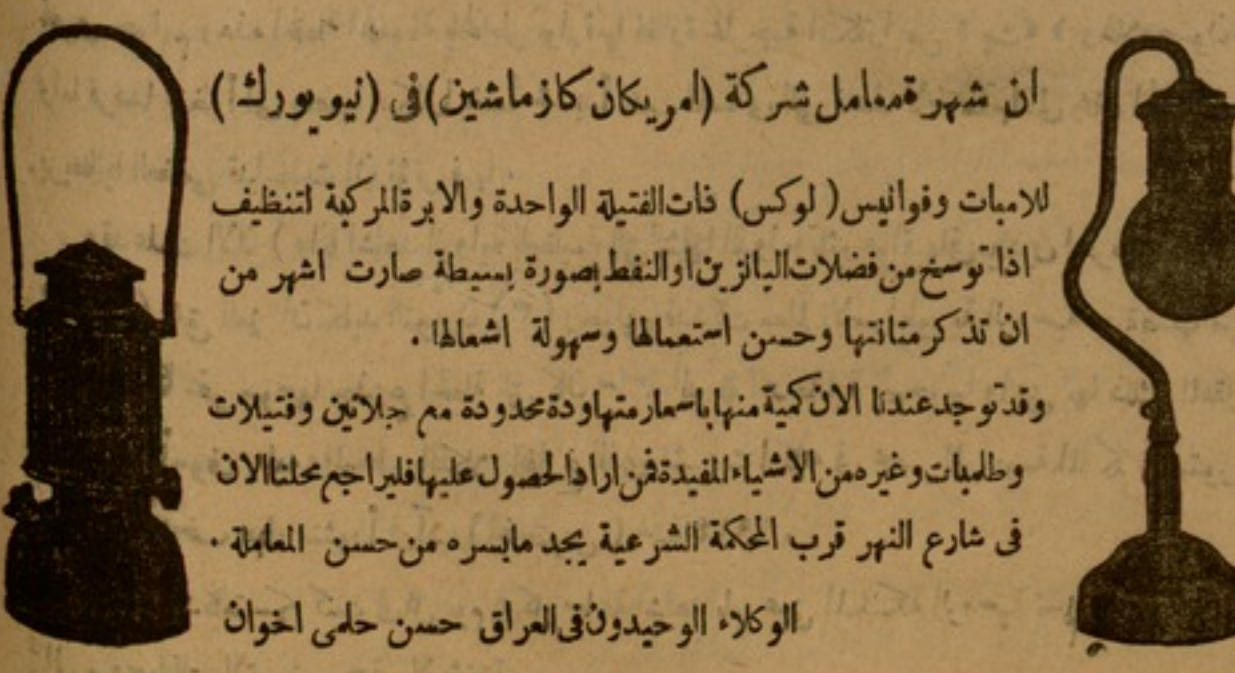 ان شهرة معامل شركة (امريكان كازماشين) فى (نيويورك)
للامبات وفوانيس (لوكس) ذات الفتيلة الواحدة والابرة المركبة لتنظيف
اذا توسخ من فضلات البانزين او النفط بصورة بسيطة صارت اشهر من
ان تذكر متانتها وحسن استعمالها وسهولة اشعالها .
وقد توجد عندنا الان كمية منها باسعار متهاودة محدودة مع جلاتين وفتيلات
وطلمبات وغيره من الاشياء المفيدة فمن اراد الحصول عليها فليراجع محلنا الان
فى شارع النهر قرب المحكمة الشرعية يجد مايسره من حسن المعاملة .
الوكلاء الوحيدون فى العراق حسن حلمى اخوان